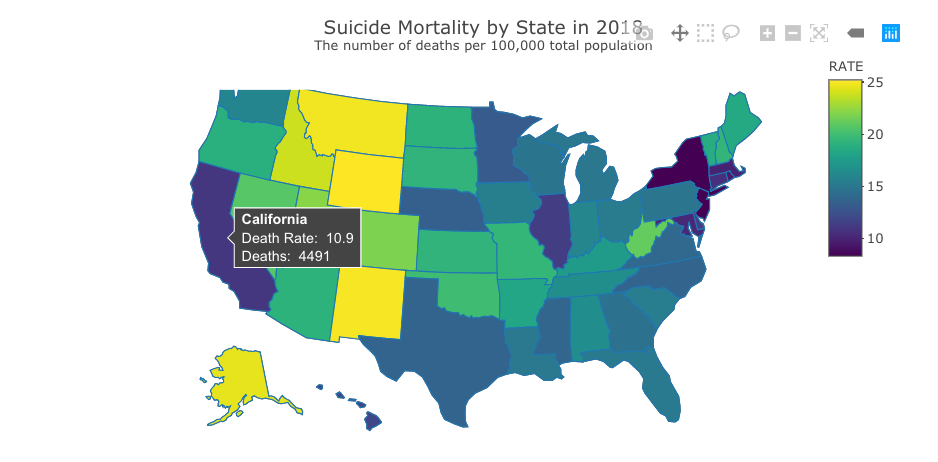 Suicide Mortality by State in 2018
The number of deaths per 100,000 total population
RATE
25
20
15
10
California
Death Rate: 10.9
Deaths: 4491